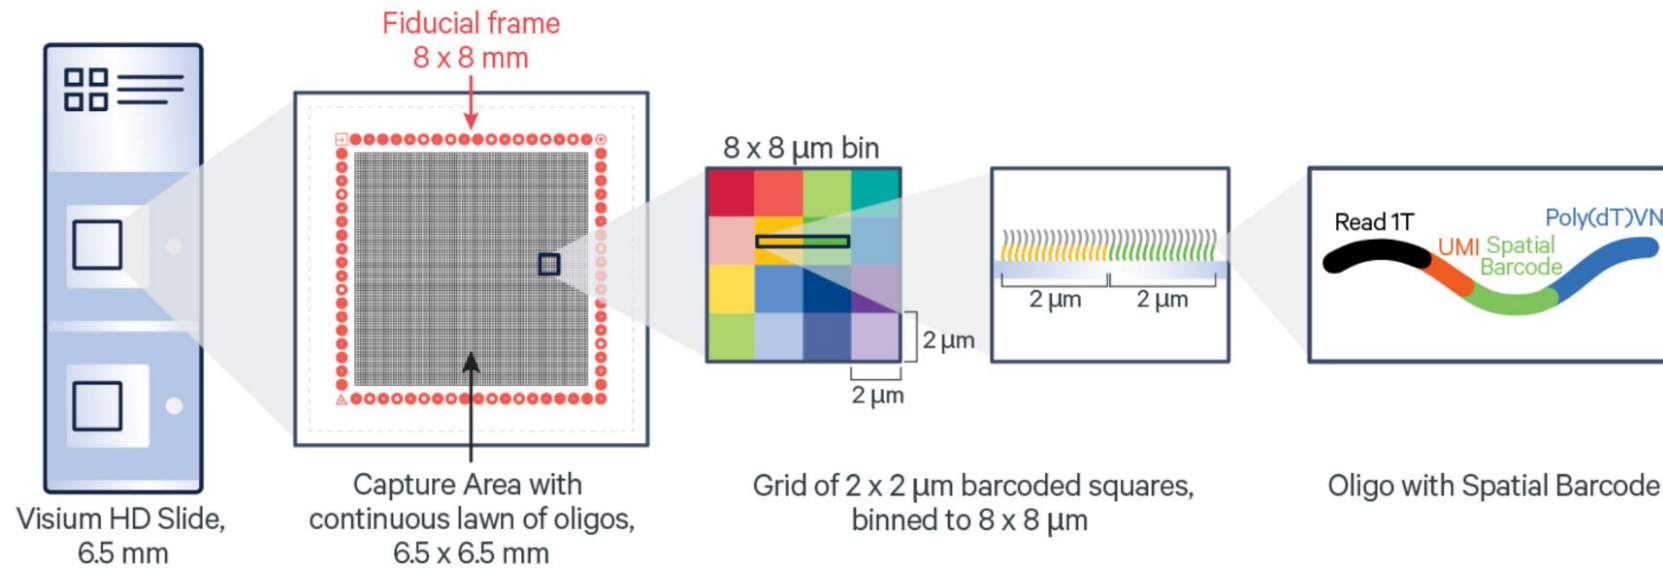 Fiducial frame
8 x 8 mm
8 x 8 µm bin
2 µm
2 µm
2 µm
2 µm
Read 1T
UMI
Spatial
Barcode
Poly(dT)VN
Visium HD Slide,
6.5 mm
Capture Area with
continuous lawn of oligos,
6.5 x 6.5 mm
Grid of 2 x 2 µm barcoded squares,
binned to 8 x 8 µm
Oligo with Spatial Barcode